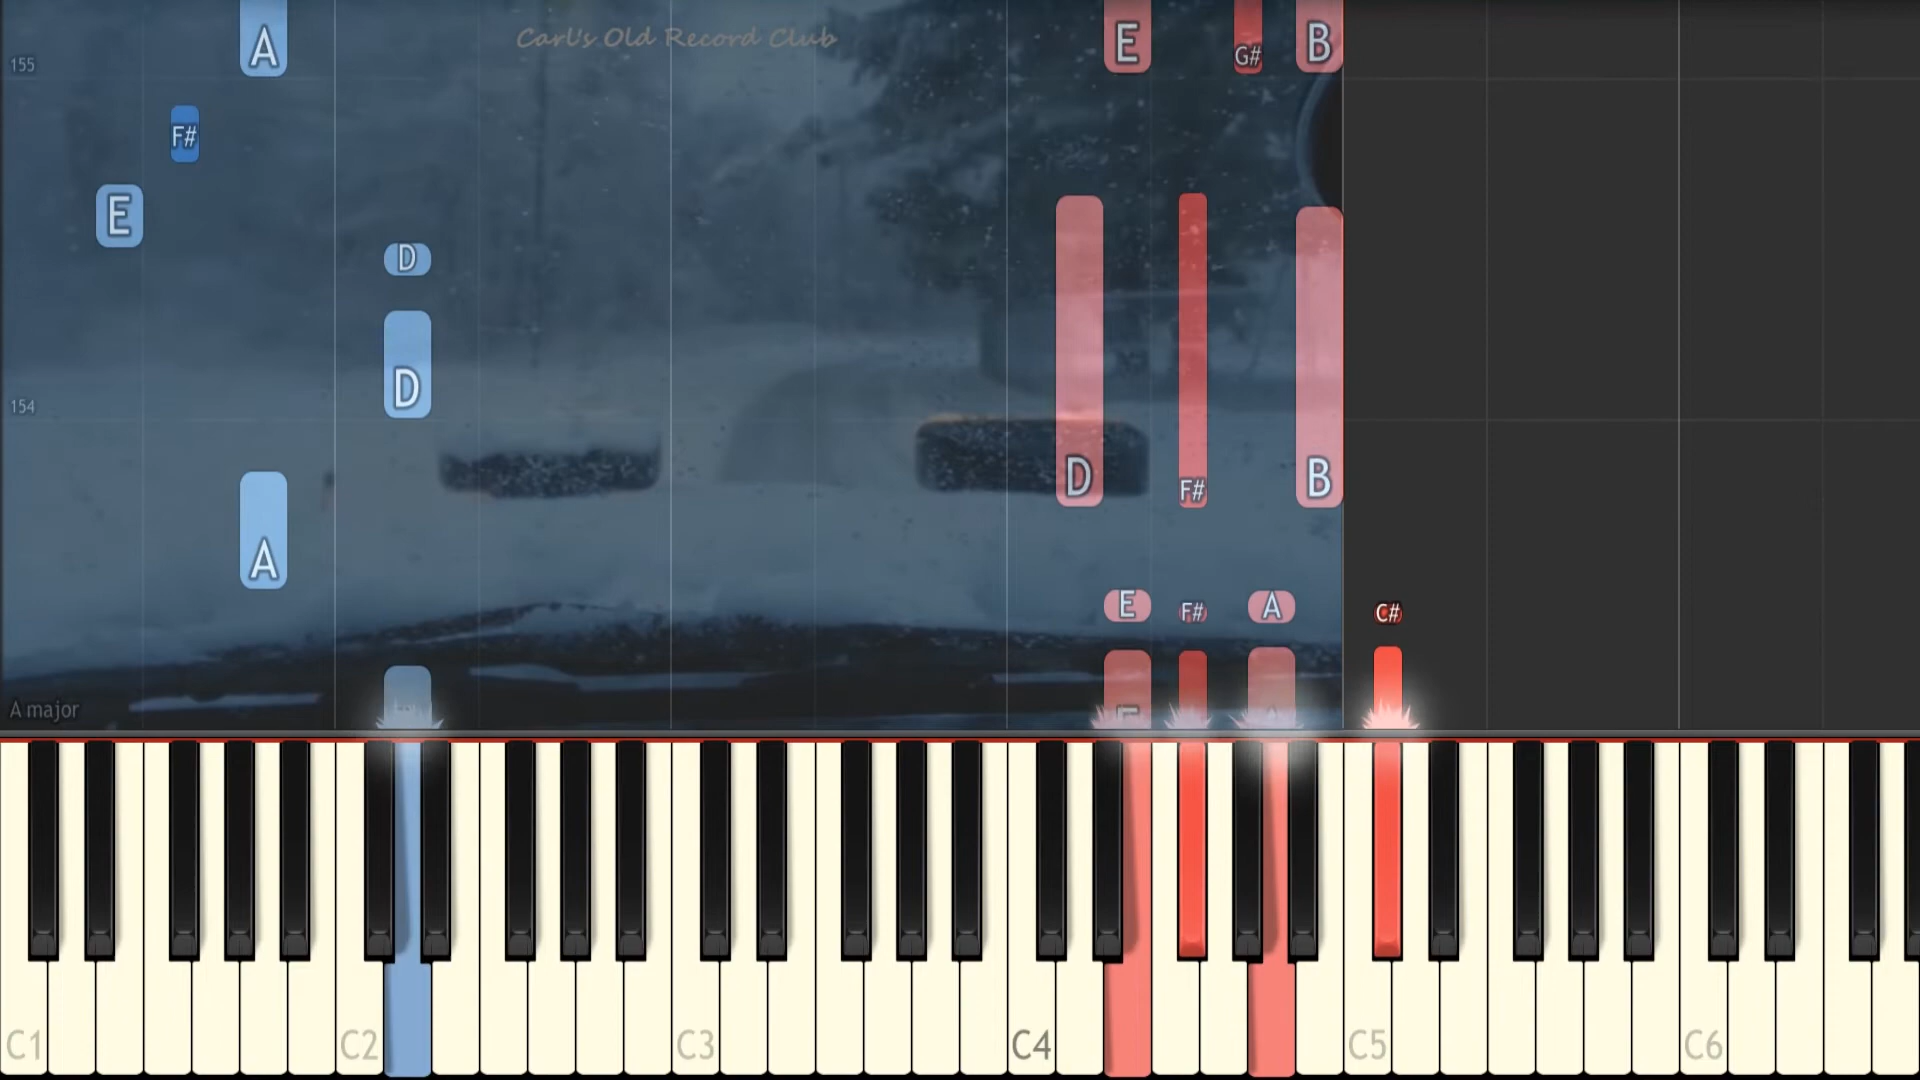 Carl's Old Record Club
A E G# B
155
F#
E
D
D
154
D F# B
A
E F# A C#
A major
C1 C2 C3 C4 C5 C6